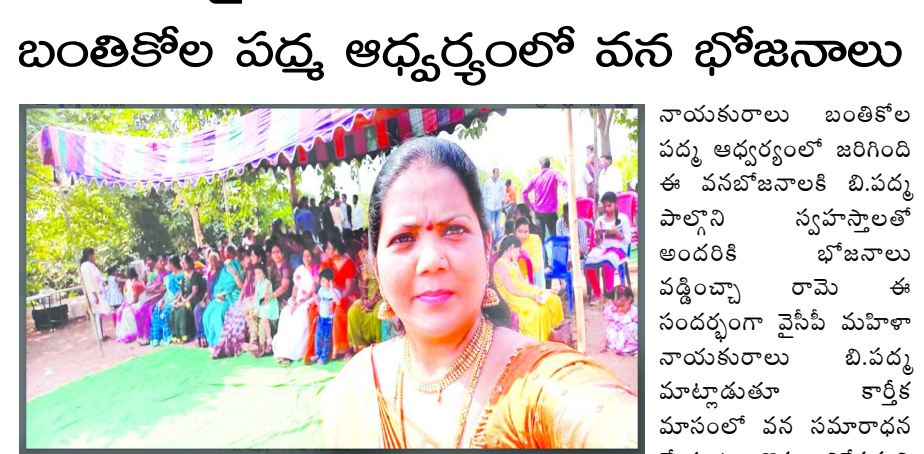 బంతికోల పద్మ ఆధ్వర్యంలో వన భోజనాలు
నాయకురాలు బంతికోల
పద్మ ఆధ్వర్యంలో జరిగింది
ఈ వనబోజనాలకి బి.పద్మ
పాల్గొని స్వహస్తాలతో
అందరికి భోజనాలు
వడ్డించ్చా రామె ఈ
సందర్భంగా వైసీపీ మహిళా
నాయకురాలు బి.పద్మ
మాట్లాడుతూ కార్తీక
మాసంలో వన సమారాధన